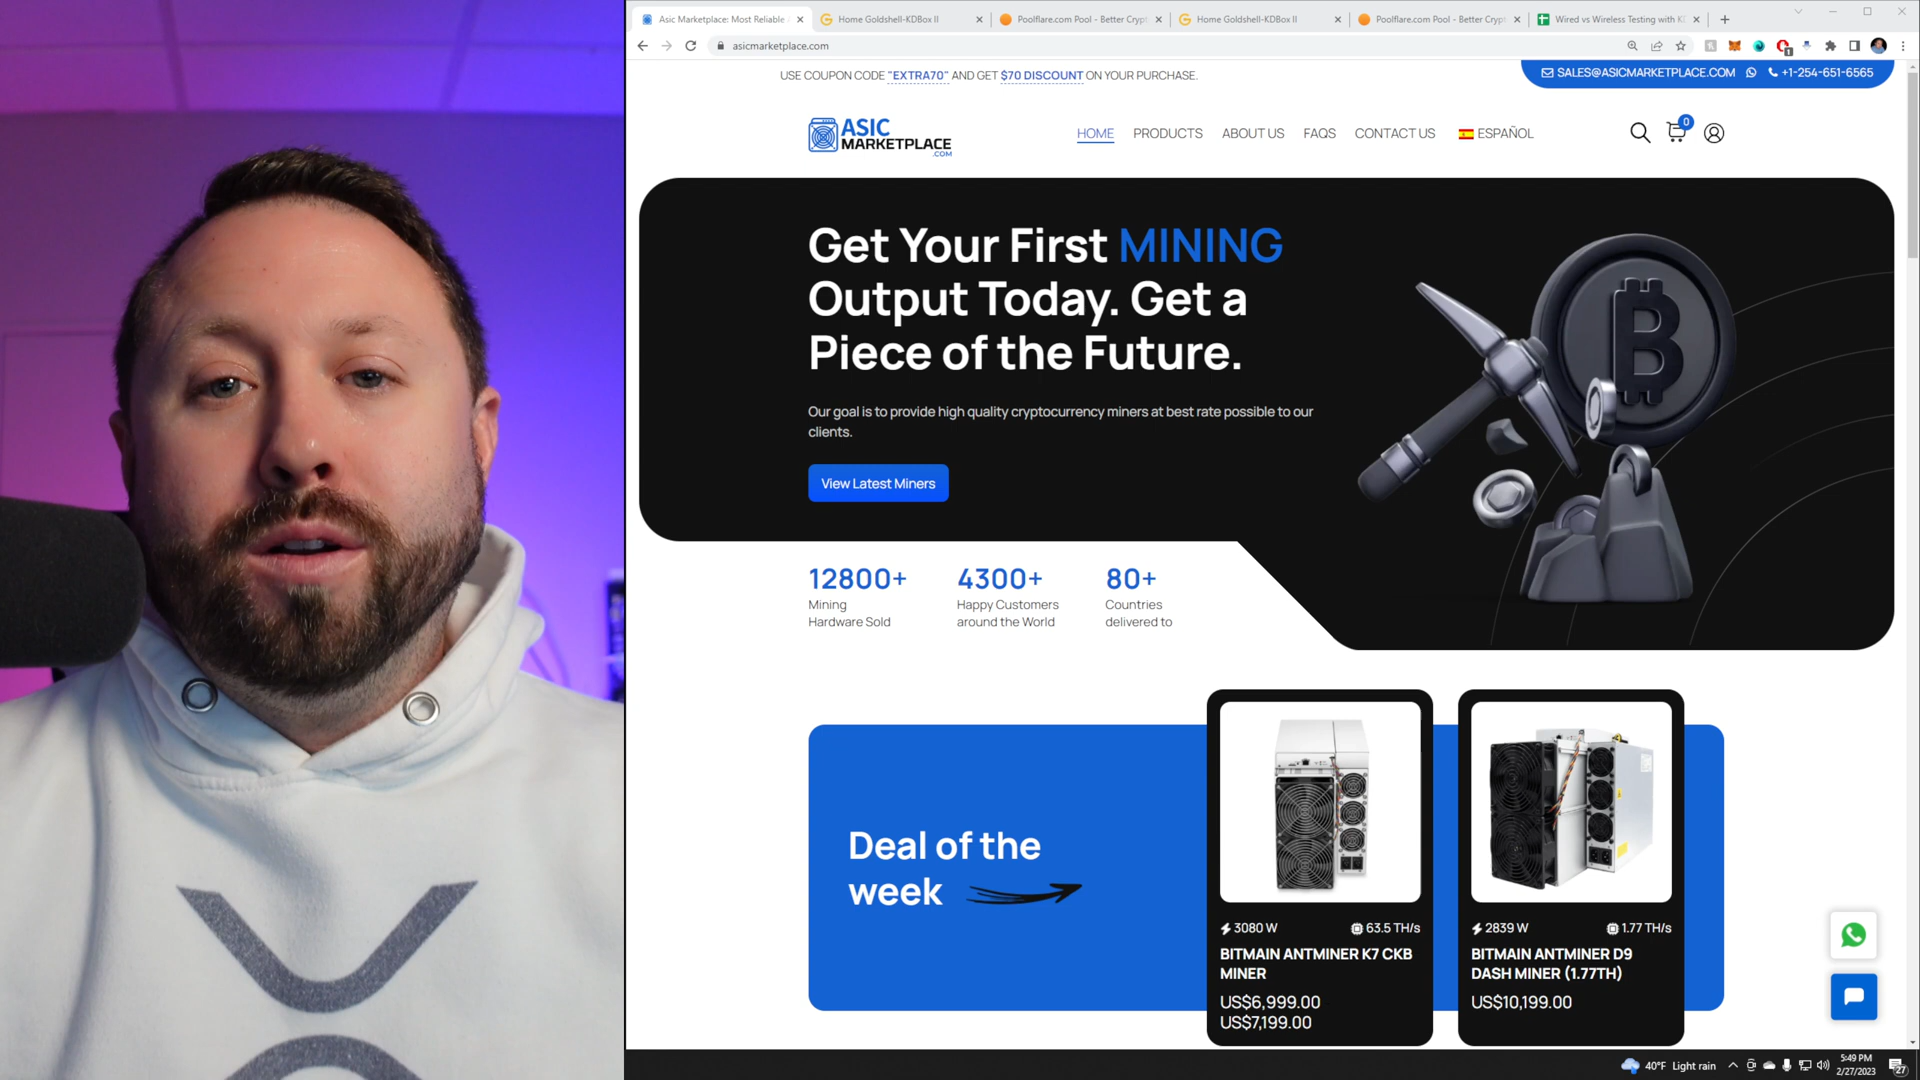 Asic Marketplace: Most Reliable
Home Goldshell-KDBox II
Poolflare.com Pool - Better Crypt
Home Goldshell-KDBox II
Poolflare.com Pool - Better Crypt
Wired vs Wireless Testing with
asicmarketplace.com
1
USE COUPON CODE "EXTRA70" AND GET $70 DISCOUNT ON YOUR PURCHASE.
SALES@ASICMARKETPLACE.COM +1-254-651-6565
ASIC
MARKETPLACE
.COM
HOME PRODUCTS ABOUT US FAQS CONTACT US ESPAÑOL
0
Get Your First MINING
Output Today. Get a
Piece of the Future.
Our goal is to provide high quality cryptocurrency miners at best rate possible to our
clients.
View Latest Miners
12800+
Mining
Hardware Sold
4300+
Happy Customers
around the World
80+
Countries
delivered to
Deal of the
week
3080 W 63.5 TH/s
BITMAIN ANTMINER K7 CKB
MINER
US$6,999.00
US$7,199.00
2839 W 1.77 TH/s
BITMAIN ANTMINER D9
DASH MINER (1.77TH)
US$10,199.00
40°F Light rain
5:49 PM
2/27/2023
27